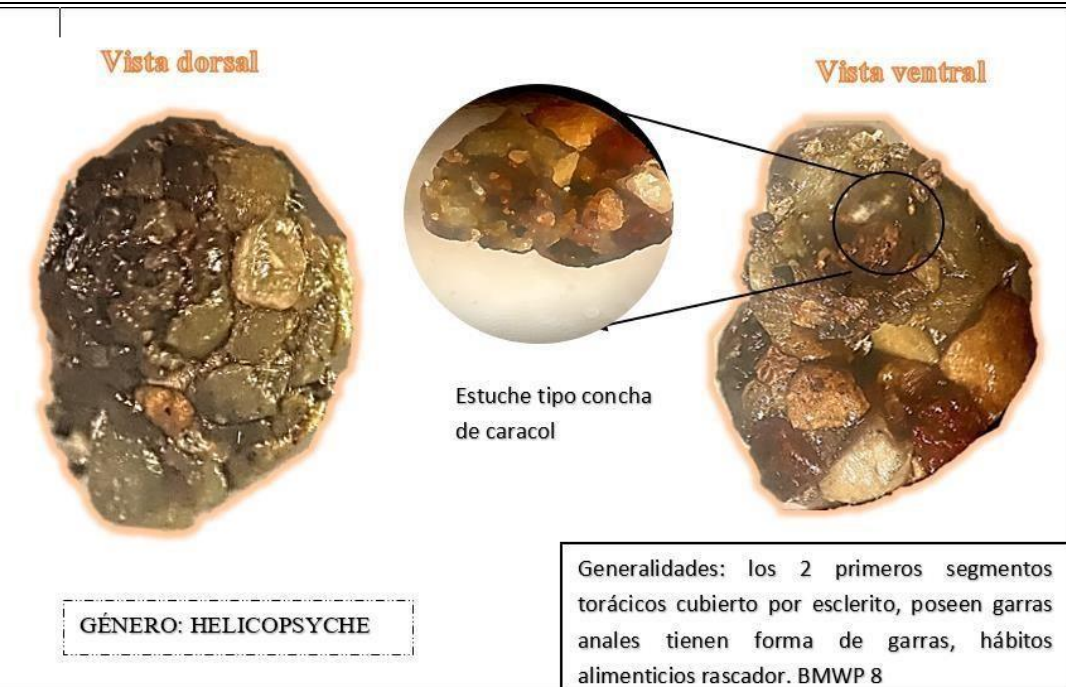 Vista dorsal
Vista ventral
Estuche tipo concha
de caracol
GÉNERO: HELICOPSYCHE
Generalidades: los 2 primeros segmentos
torácicos cubierto por esclerito, poseen garras
anales tienen forma de garras, hábitos
alimenticios rascador. BMWP 8